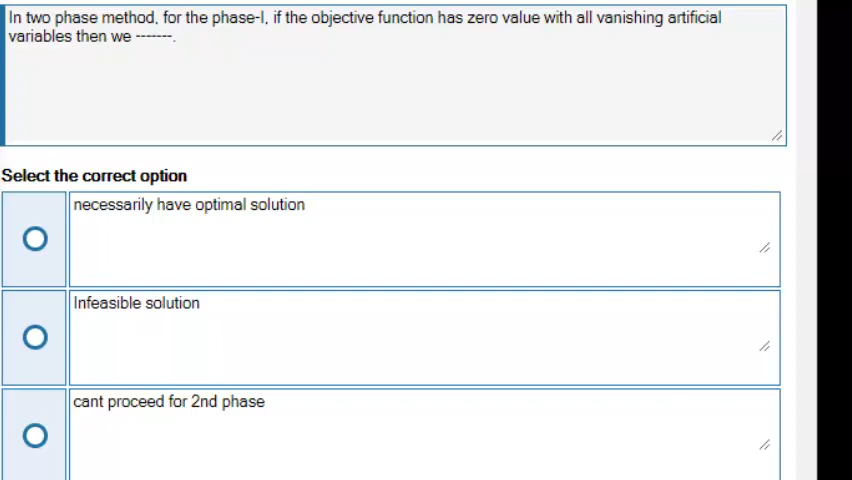 In two phase method, for the phase-I, if the objective function has zero value with all vanishing artificial
variables then we -------.
Select the correct option
necessarily have optimal solution
Infeasible solution
cant proceed for 2nd phase